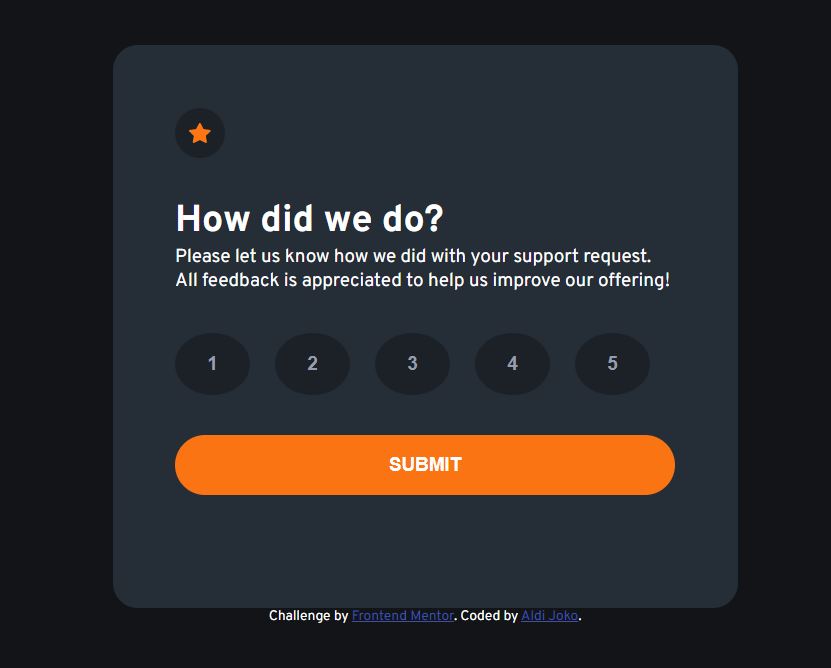 How did we do?
Please let us know how we did with your support request.
All feedback is appreciated to help us improve our offering!
1 2 3 4 5
SUBMIT
Challenge by Frontend Mentor. Coded by Aldi Joko.